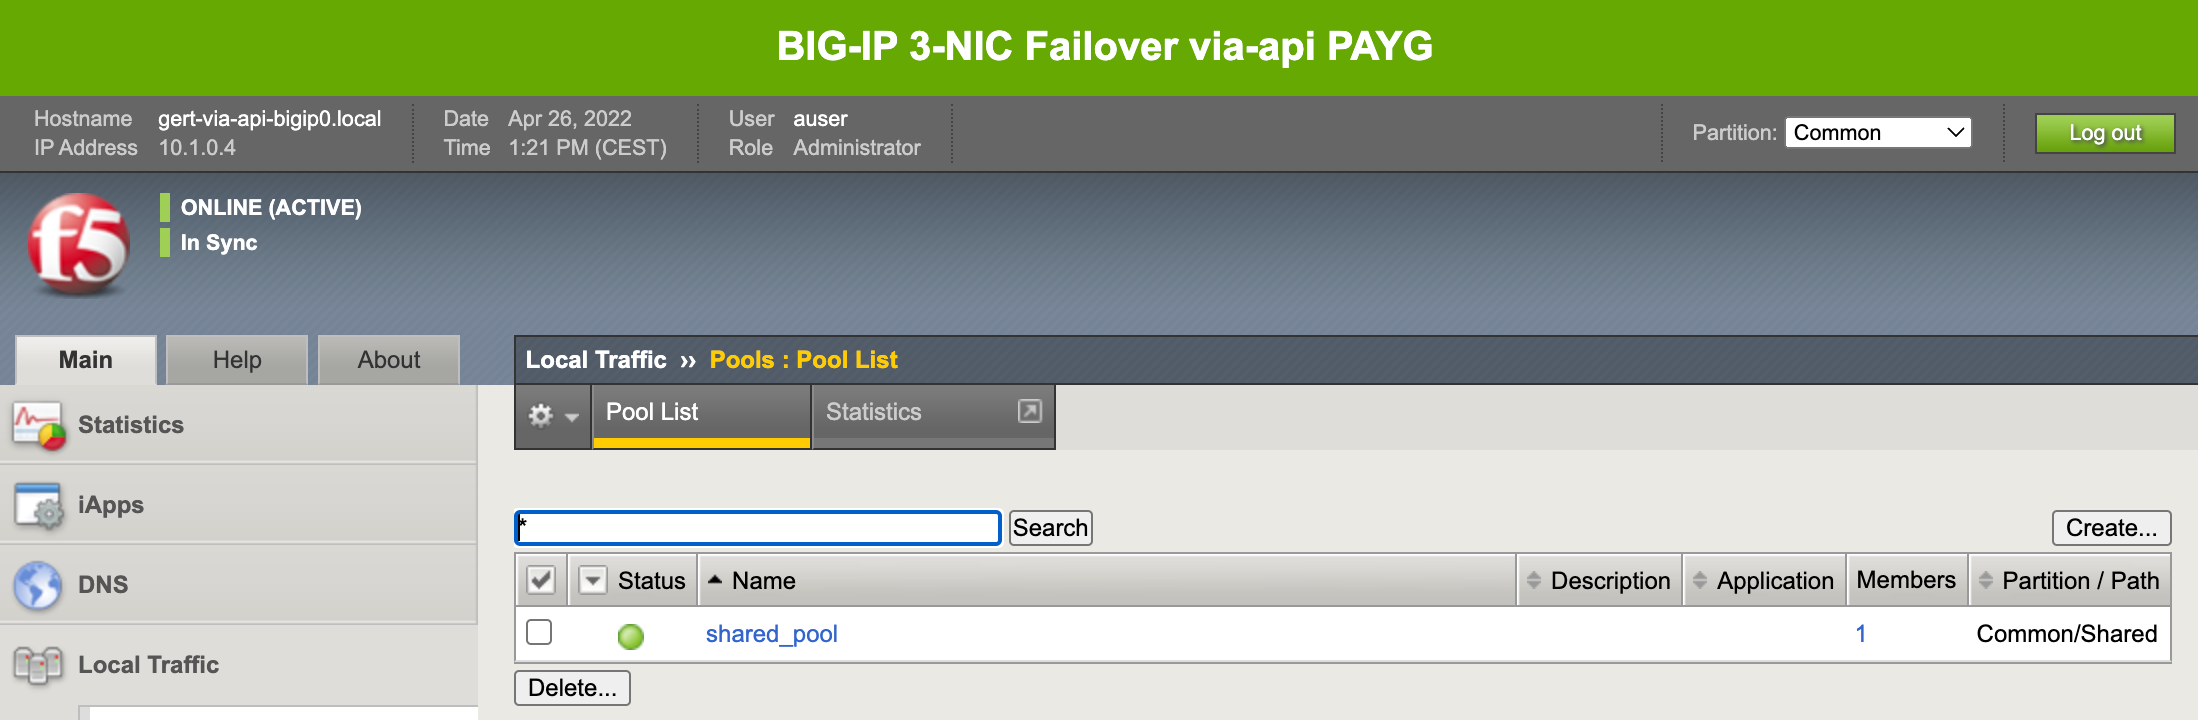 BIG-IP 3-NIC Failover via-api PAYG
Hostname gert-via-api-bigip0.local Date Apr 26, 2022 User auser
IP Address 10.1.0.4 Time 1:21 PM (CEST) Role Administrator
Partition: Common Log out
f5
ONLINE (ACTIVE)
In Sync
Main Help About
Local Traffic ›› Pools : Pool List
Pool List Statistics
Statistics
iApps
DNS
Local Traffic
* Search Create...
Status Name Description Application Members Partition / Path
shared_pool 1 Common/Shared
Delete...